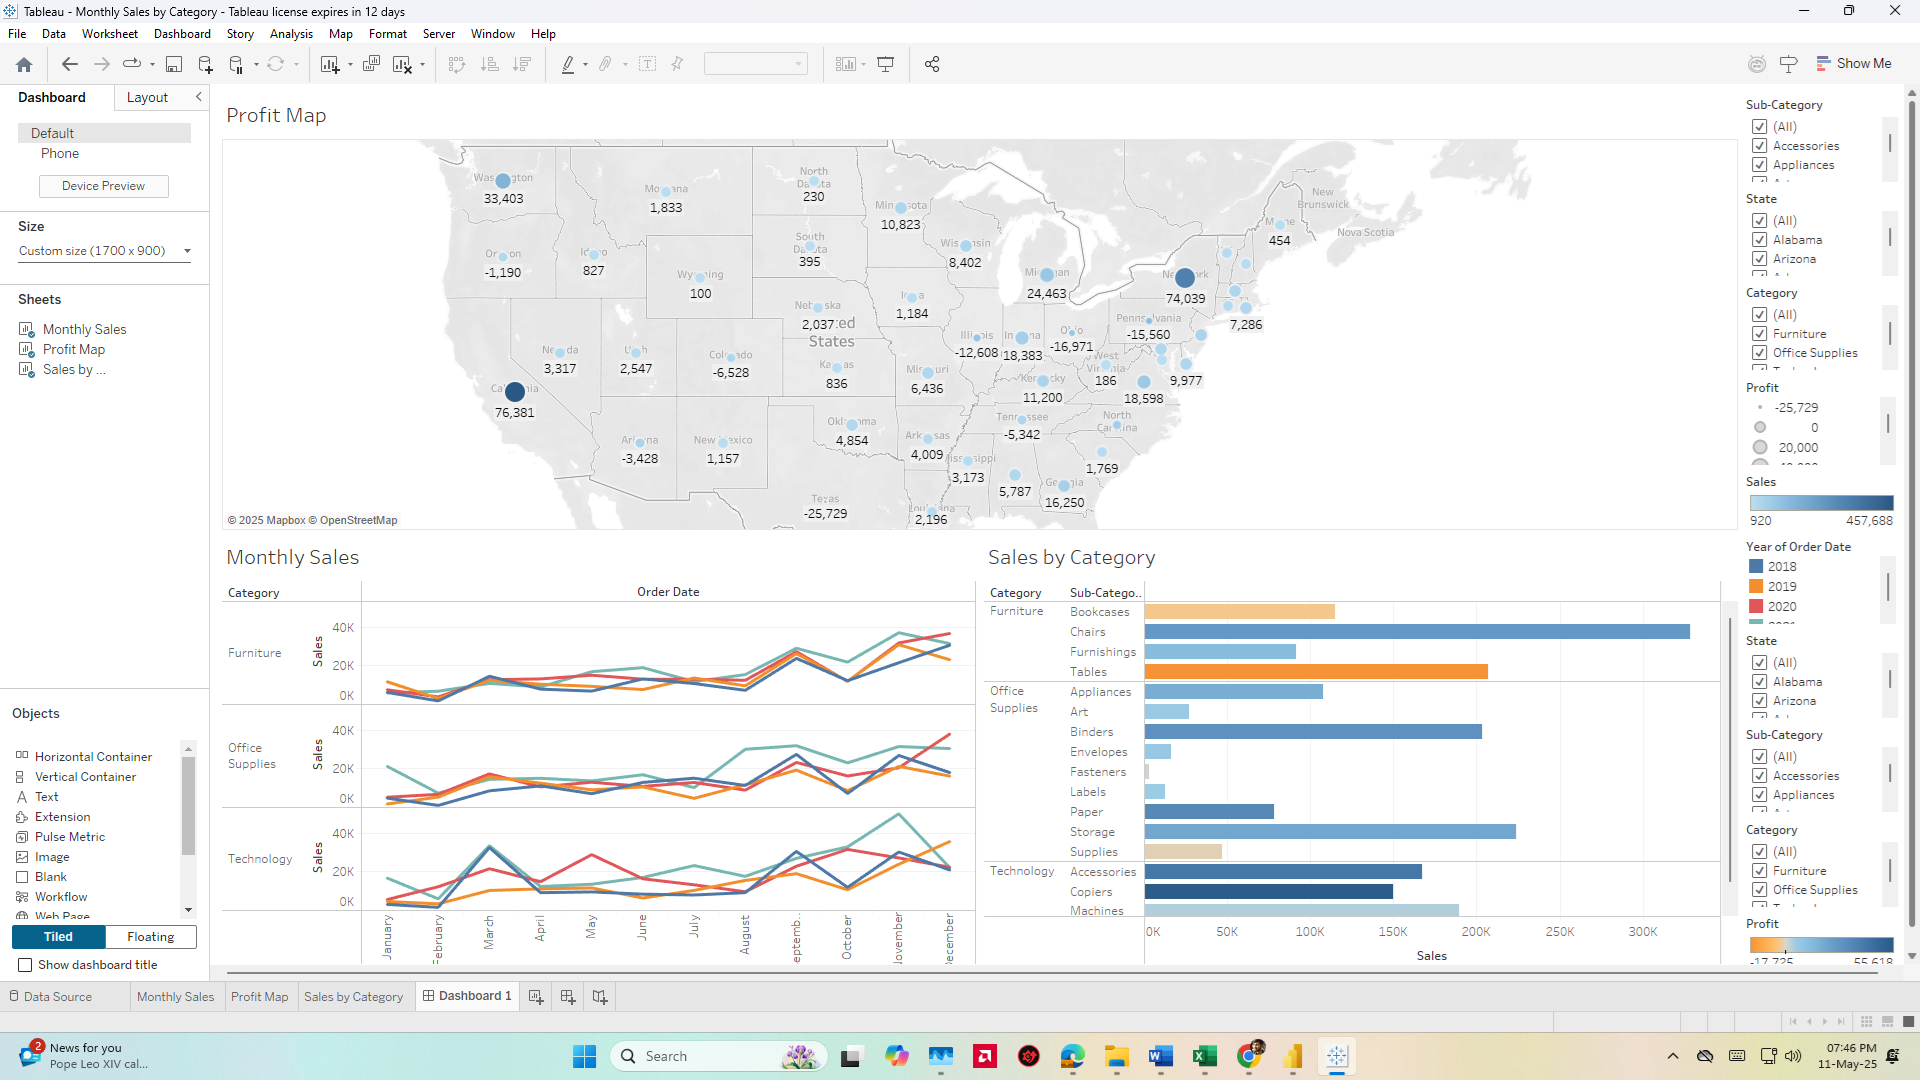 Tableau - Monthly Sales by Category - Tableau license expires in 12 days
File Data Worksheet Dashboard Story Analysis Map Format Server Window Help
Show Me
Dashboard Layout
Default
Phone
Device Preview
Size
Custom size (1700 x 900)
Sheets
Monthly Sales
Profit Map
Sales by ...
Objects
Horizontal Container
Vertical Container
Text
Extension
Pulse Metric
Image
Blank
Workflow
Web Page
Tiled Floating
Show dashboard title
Profit Map
Washington
33,403
Montana
1,833
North Dakota
230
Minnesota
10,823
Wisconsin
8,402
Michigan
24,463
New York
74,039
Maine
454
New Brunswick
Nova Scotia
Oregon
-1,190
Idaho
827
Wyoming
100
South Dakota
395
Nebraska
2,037
United States
Iowa
1,184
Illinois
-12,608
Indiana
18,383
Ohio
-16,971
Pennsylvania
-15,560
7,286
Nevada
3,317
Utah
2,547
Colorado
-6,528
Kansas
836
Missouri
6,436
Kentucky
11,200
West Virginia
186
18,598
9,977
California
76,381
Arizona
-3,428
New Mexico
1,157
Oklahoma
4,854
Arkansas
4,009
Tennessee
-5,342
North Carolina
1,769
Mississippi
3,173
5,787
Georgia
16,250
Texas
-25,729
Louisiana
2,196
© 2025 Mapbox © OpenStreetMap
Monthly Sales
Category Order Date
Furniture
Sales
40K
20K
0K
Office Supplies
Sales
40K
20K
0K
Technology
Sales
40K
20K
0K
January
February
March
April
May
June
July
August
Septemb..
October
November
December
Sales by Category
Category Sub-Catego..
Furniture Bookcases
Chairs
Furnishings
Tables
Office Supplies Appliances
Art
Binders
Envelopes
Fasteners
Labels
Paper
Storage
Supplies
Technology Accessories
Copiers
Machines
0K 50K 100K 150K 200K 250K 300K
Sales
Sub-Category
(All)
Accessories
Appliances
State
(All)
Alabama
Arizona
Category
(All)
Furniture
Office Supplies
Profit
-25,729
0
20,000
40,000
Sales
920 457,688
Year of Order Date
2018
2019
2020
2021
State
(All)
Alabama
Arizona
Sub-Category
(All)
Accessories
Appliances
Category
(All)
Furniture
Office Supplies
Profit
-17,725 55,618
Data Source Monthly Sales Profit Map Sales by Category Dashboard 1
2
News for you
Pope Leo XIV cal...
Search
07:46 PM
11-May-25